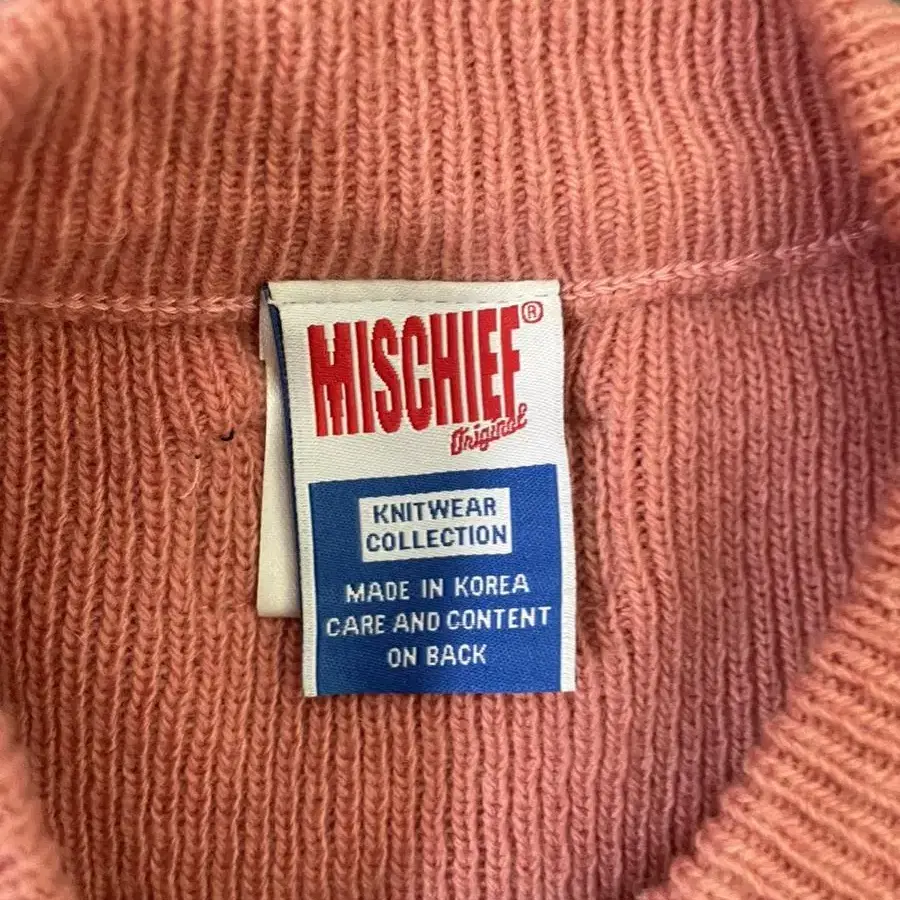 MISCHIEF®
Original
KNITWEAR
COLLECTION
MADE IN KOREA
CARE AND CONTENT
ON BACK